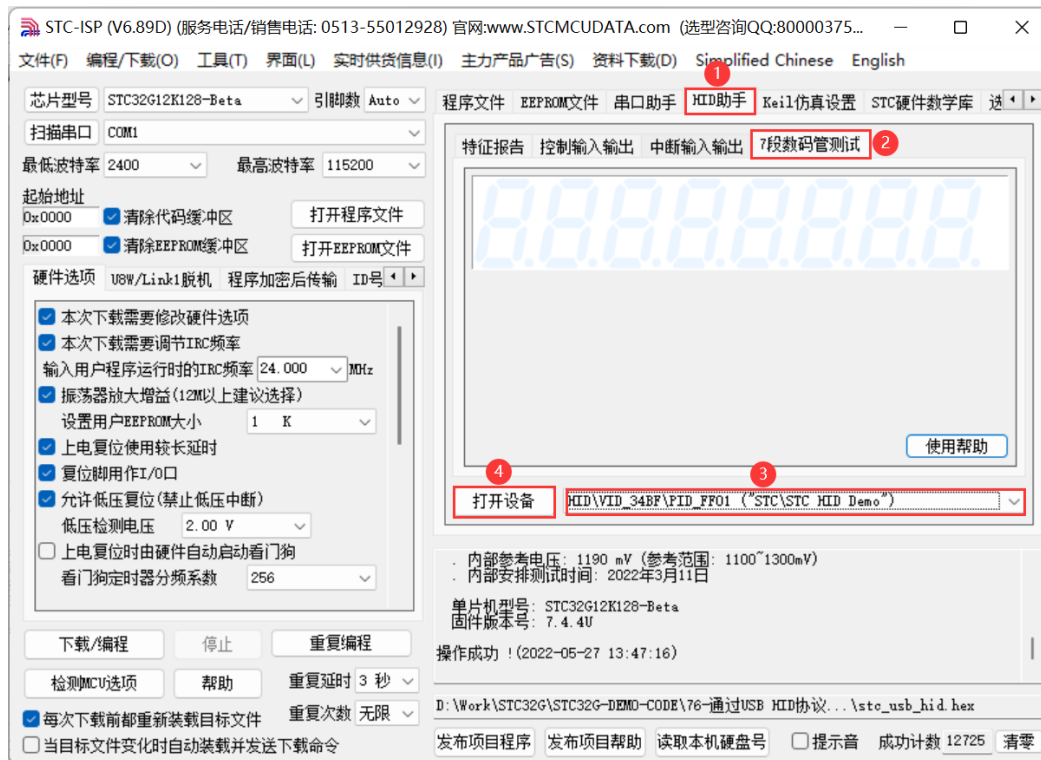 STC-ISP (V6.89D) (服务电话/销售电话: 0513-55012928) 官网:www.STCMCUDATA.com (选型咨询QQ:80000375...
文件(F) 编程/下载(O) 工具(T) 界面(L) 实时供货信息(I) 主力产品广告(S) 资料下载(D) Simplified Chinese English
1
芯片型号 STC32G12K128-Beta 引脚数 Auto
扫描串口 COM1
最低波特率 2400 最高波特率 115200
起始地址
0x0000 清除代码缓冲区 打开程序文件
0x0000 清除EEPROM缓冲区 打开EEPROM文件
硬件选项 U8W/Link1脱机 程序加密后传输 ID号
本次下载需要修改硬件选项
本次下载需要调节IRC频率
输入用户程序运行时的IRC频率 24.000 MHz
振荡器放大增益(12M以上建议选择)
设置用户EEPROM大小 1 K
上电复位使用较长延时
复位脚用作I/O口
允许低压复位(禁止低压中断)
低压检测电压 2.00 V
上电复位时由硬件自动启动看门狗
看门狗定时器分频系数 256
下载/编程 停止 重复编程
检测MCU选项 帮助 重复延时 3 秒
每次下载前都重新装载目标文件 重复次数 无限
当目标文件变化时自动装载并发送下载命令
程序文件 EEPROM文件 串口助手 HID助手 Keil仿真设置 STC硬件数学库 选
特征报告 控制输入输出 中断输入输出 7段数码管测试 2
8.8.8.8.8.8.8.8.
使用帮助
4 3
打开设备 HID\VID_34BF\PID_FF01 ("STC\STC HID Demo")
. 内部参考电压: 1190 mV (参考范围: 1100~1300mV)
. 内部安排测试时间: 2022年3月11日
单片机型号: STC32G12K128-Beta
固件版本号: 7.4.4U
操作成功 !(2022-05-27 13:47:16)
D:\Work\STC32G\STC32G-DEMO-CODE\76-通过USB HID协议...\stc_usb_hid.hex
发布项目程序 发布项目帮助 读取本机硬盘号 提示音 成功计数 12725 清零